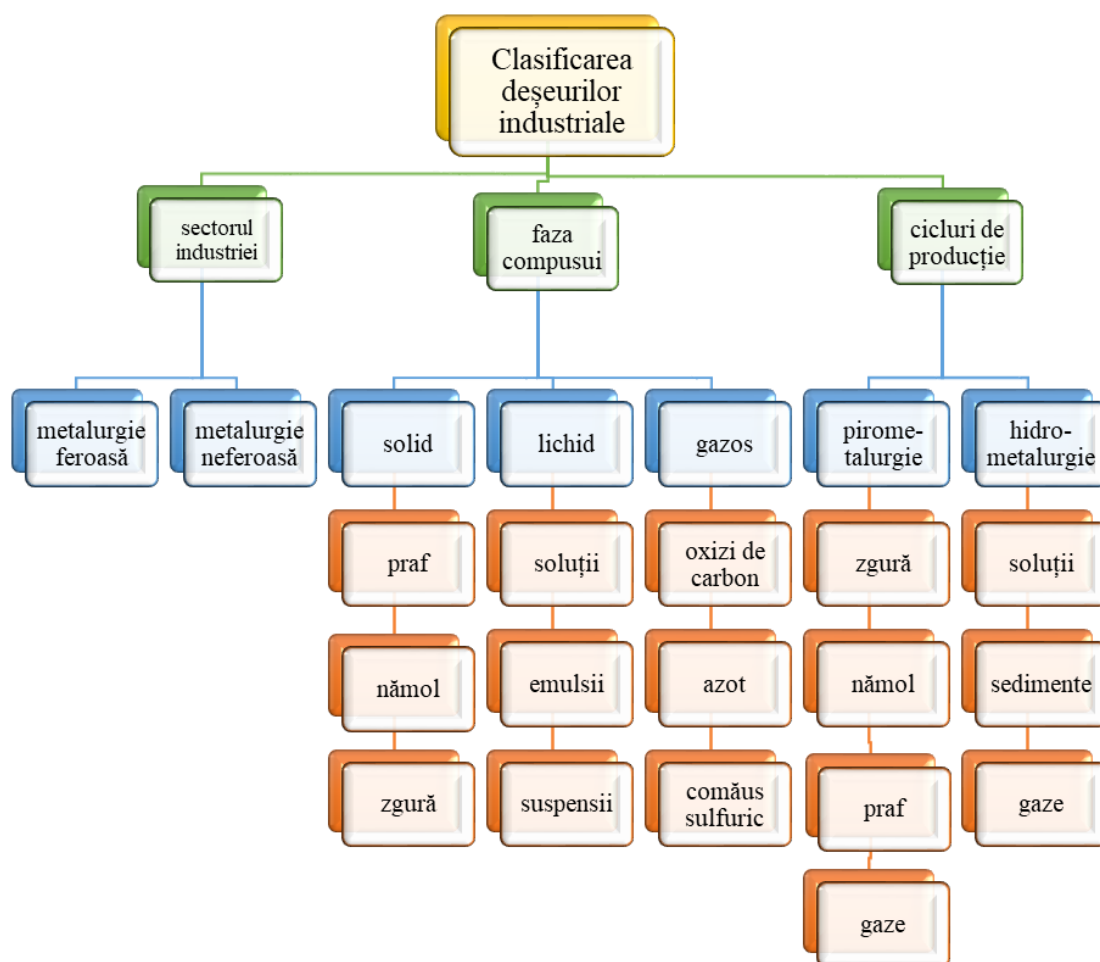 Clasificarea
deșeurilor
industriale
sectorul
industriei
faza
compusui
cicluri de
producție
metalurgie
feroasă
metalurgie
neferoasă
solid
lichid
gazos
pirome-
talurgie
hidro-
metalurgie
praf
soluții
oxizi de
carbon
zgură
soluții
nămol
emulsii
azot
nămol
sedimente
zgură
suspensii
comăus
sulfuric
praf
gaze
gaze